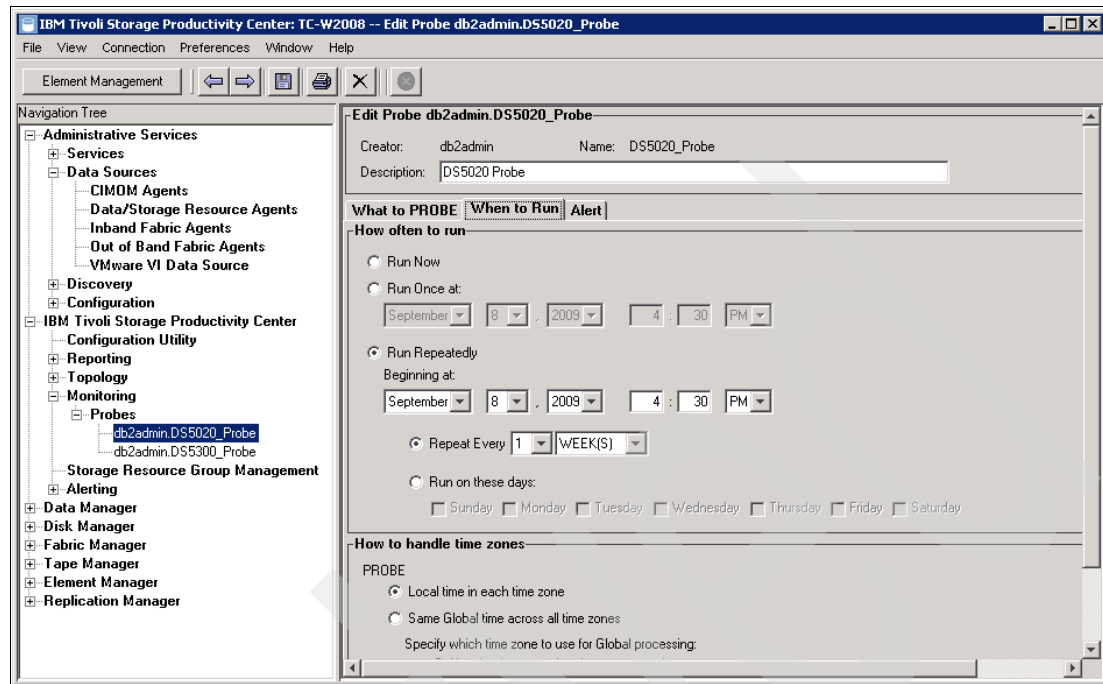 IBM Tivoli Storage Productivity Center: TC-W2008 -- Edit Probe db2admin.DS5020_Probe
File View Connection Preferences Window Help
Element Management
Navigation Tree
Administrative Services
Services
Data Sources
CIMOM Agents
Data/Storage Resource Agents
Inband Fabric Agents
Out of Band Fabric Agents
VMware VI Data Source
Discovery
Configuration
IBM Tivoli Storage Productivity Center
Configuration Utility
Reporting
Topology
Monitoring
Probes
db2admin.DS5020_Probe
db2admin.DS5300_Probe
Storage Resource Group Management
Alerting
Data Manager
Disk Manager
Fabric Manager
Tape Manager
Element Manager
Replication Manager
Edit Probe db2admin.DS5020_Probe
Creator: db2admin Name: DS5020_Probe
Description: DS5020 Probe
What to PROBE When to Run Alert
How often to run
Run Now
Run Once at:
September 8 , 2009 4 : 30 PM
Run Repeatedly
Beginning at:
September 8 , 2009 4 : 30 PM
Repeat Every 1 WEEK(S)
Run on these days:
Sunday Monday Tuesday Wednesday Thursday Friday Saturday
How to handle time zones
PROBE
Local time in each time zone
Same Global time across all time zones
Specify which time zone to use for Global processing: